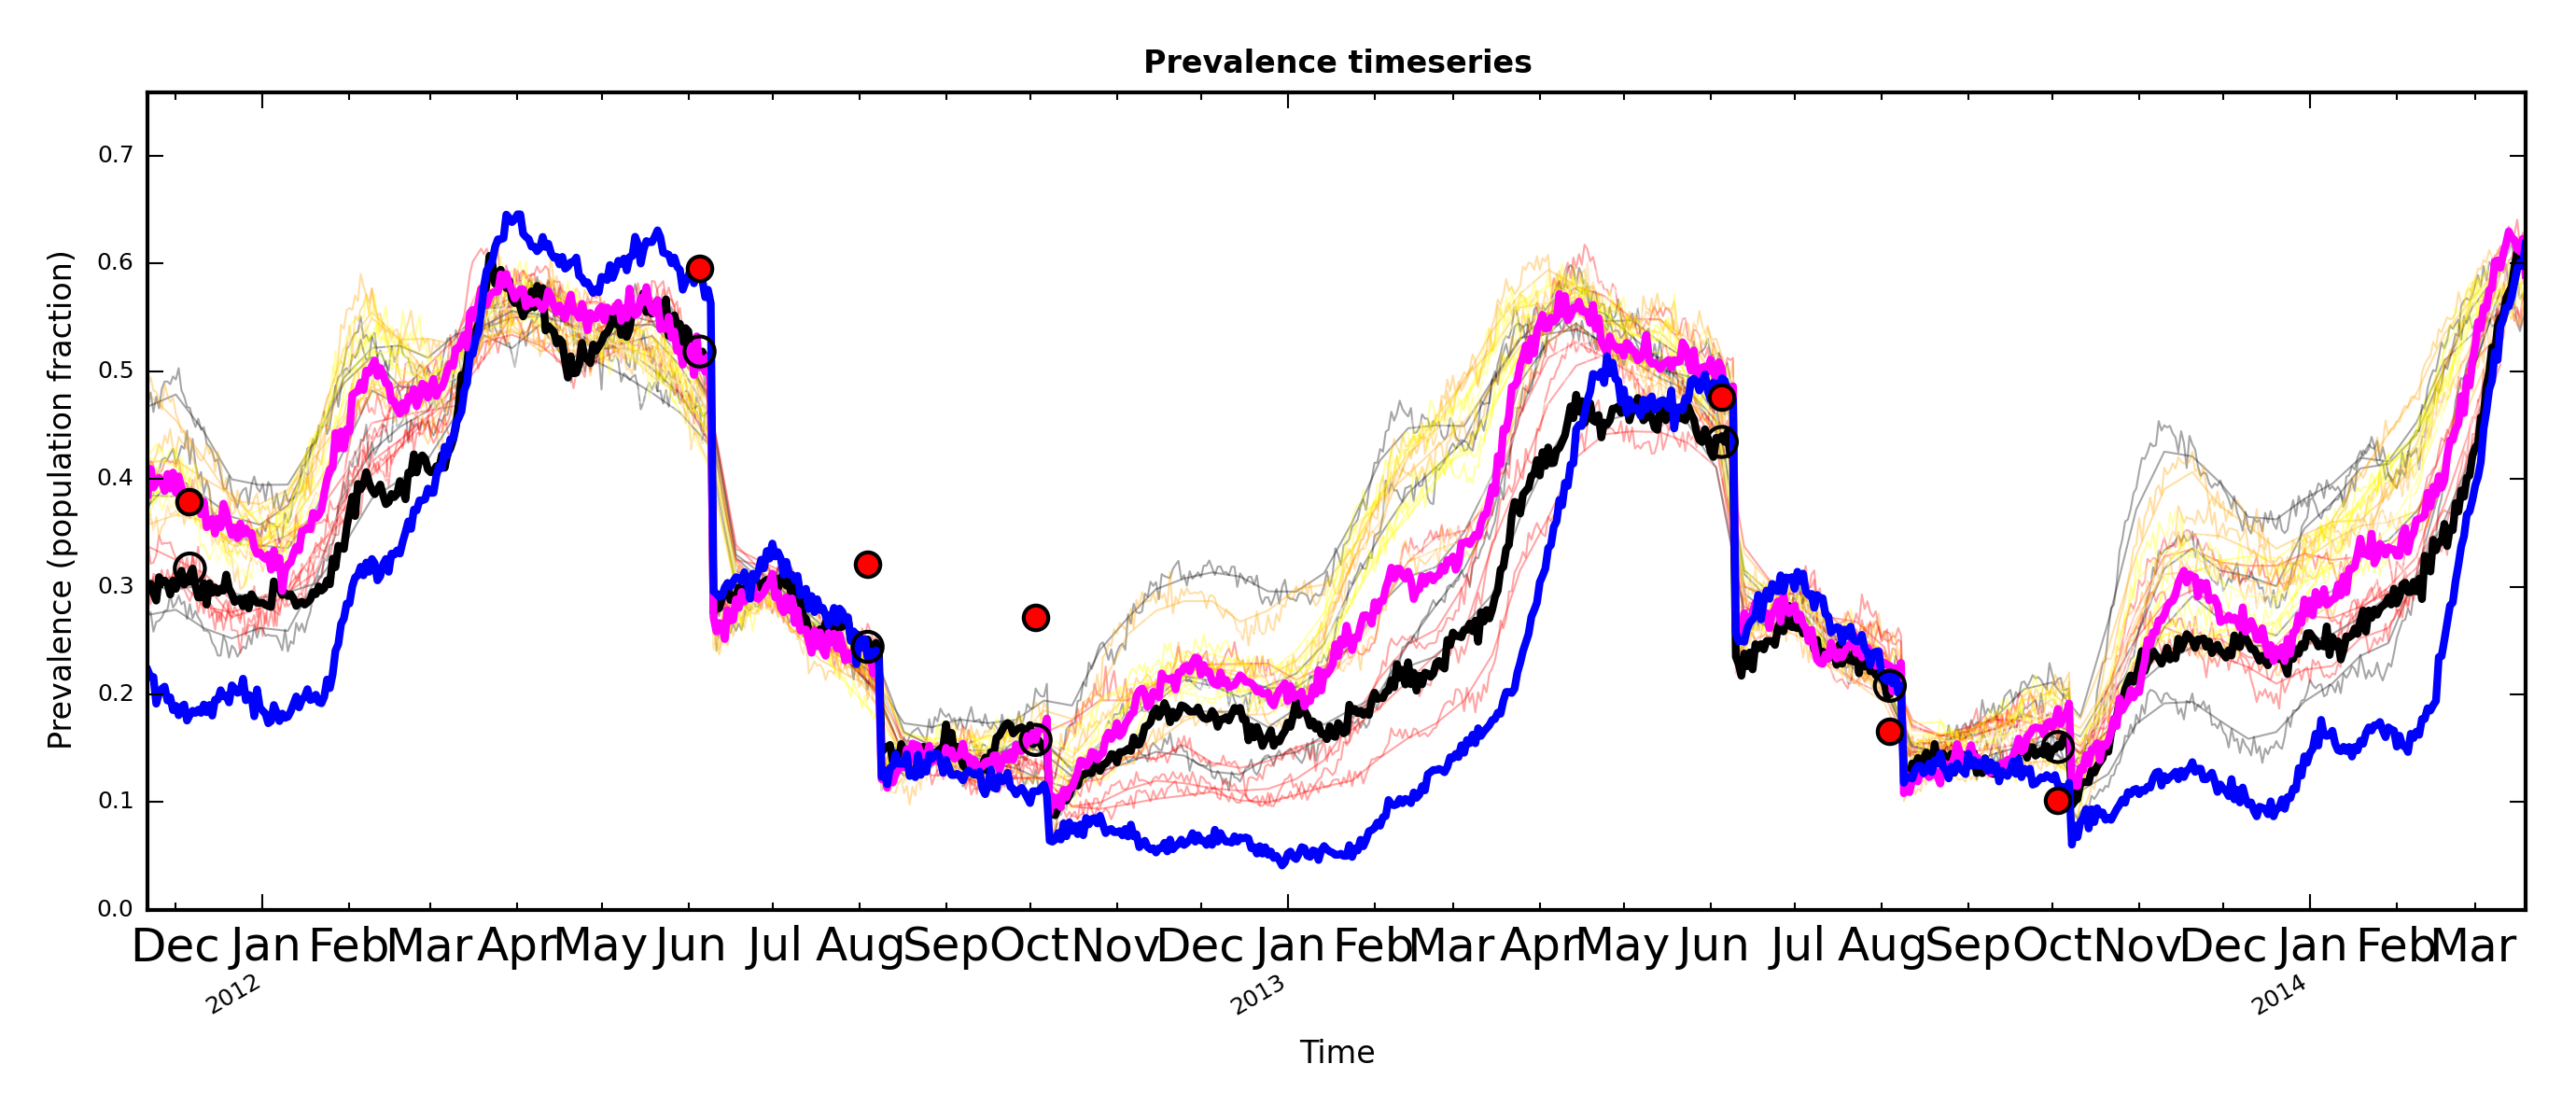 Prevalence timeseries
Prevalence (population fraction)
0.7
0.6
0.5
0.4
0.3
0.2
0.1
0.0
Dec Jan Feb Mar Apr May Jun Jul Aug Sep Oct Nov Dec Jan Feb Mar Apr May Jun Jul Aug Sep Oct Nov Dec Jan Feb Mar
2012 2013 2014
Time